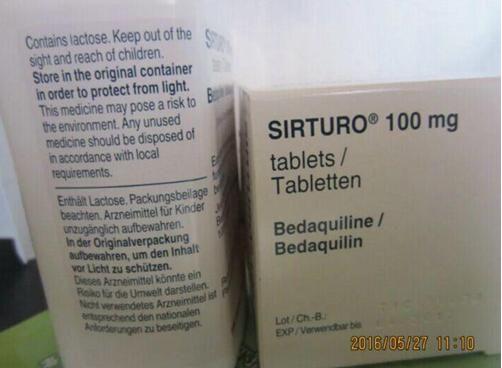 Contains lactose. Keep out of the
sight and reach of children.
Store in the original container
in order to protect from light.
This medicine may pose a risk to
the environment. Any unused
medicine should be disposed of
in accordance with local
requirements.
Enthält Lactose. Packungsbeilage
beachten. Arzneimittel für Kinder
unzugänglich aufbewahren.
In der Originalverpackung
aufbewahren, um den Inhalt
vor Licht zu schützen.
Dieses Arzneimittel könnte ein
Risiko für die Umwelt darstellen.
Nicht verwendetes Arzneimittel ist
entsprechend den nationalen
Anforderungen zu beseitigen.
SIRTURO® 100 mg
tablets /
Tabletten
Bedaquiline /
Bedaquilin
Lot / Ch.-B.:
EXP / Verwendbar bis
2016/05/27 11:10